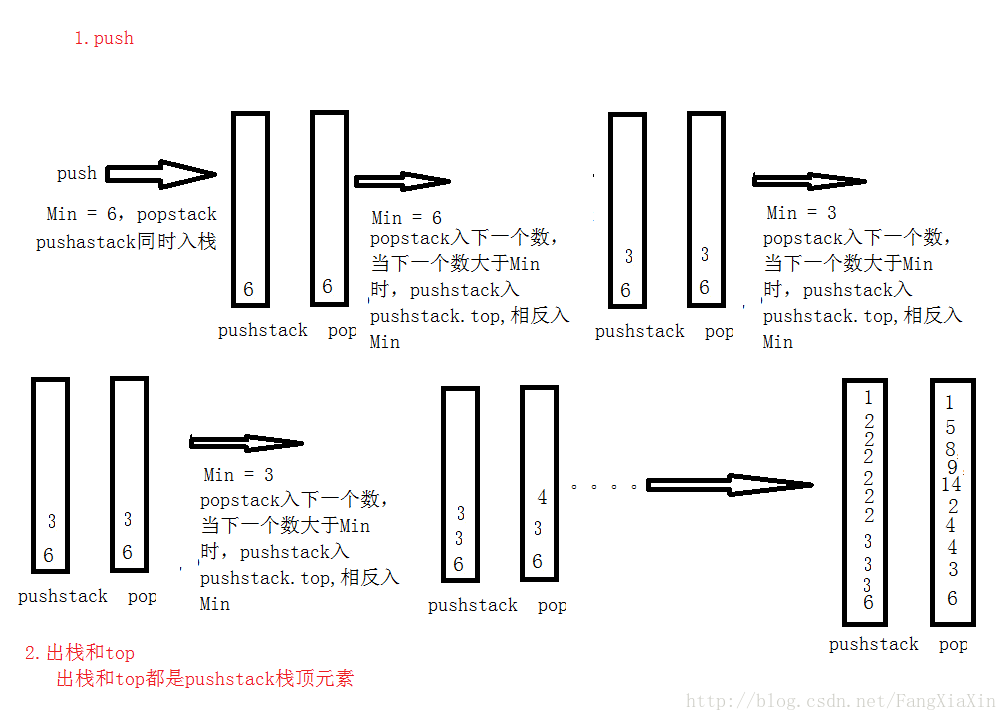 1.push
push
Min = 6, popstack
pushastack同时入栈
6
6
pushstack
pop
Min = 6
popstack入下一个数,
当下一个数大于Min
时, pushstack入
pushstack.top,相反入
Min
3
6
3
6
pushstack
pop
Min = 3
popstack入下一个数,
当下一个数大于Min
时, pushstack入
pushstack.top,相反入
Min
3
6
3
6
pushstack
pop
Min = 3
popstack入下一个数,
当下一个数大于Min
时, pushstack入
pushstack.top,相反入
Min
3
3
6
4
3
6
pushstack
pop
。。。。
1
2
2
2
2
2
2
3
3
3
6
1
5
8
9
14
2
4
4
3
6
pushstack
pop
2.出栈和top
出栈和top都是pushstack栈顶元素
http://blog.csdn.net/FangXiaXin